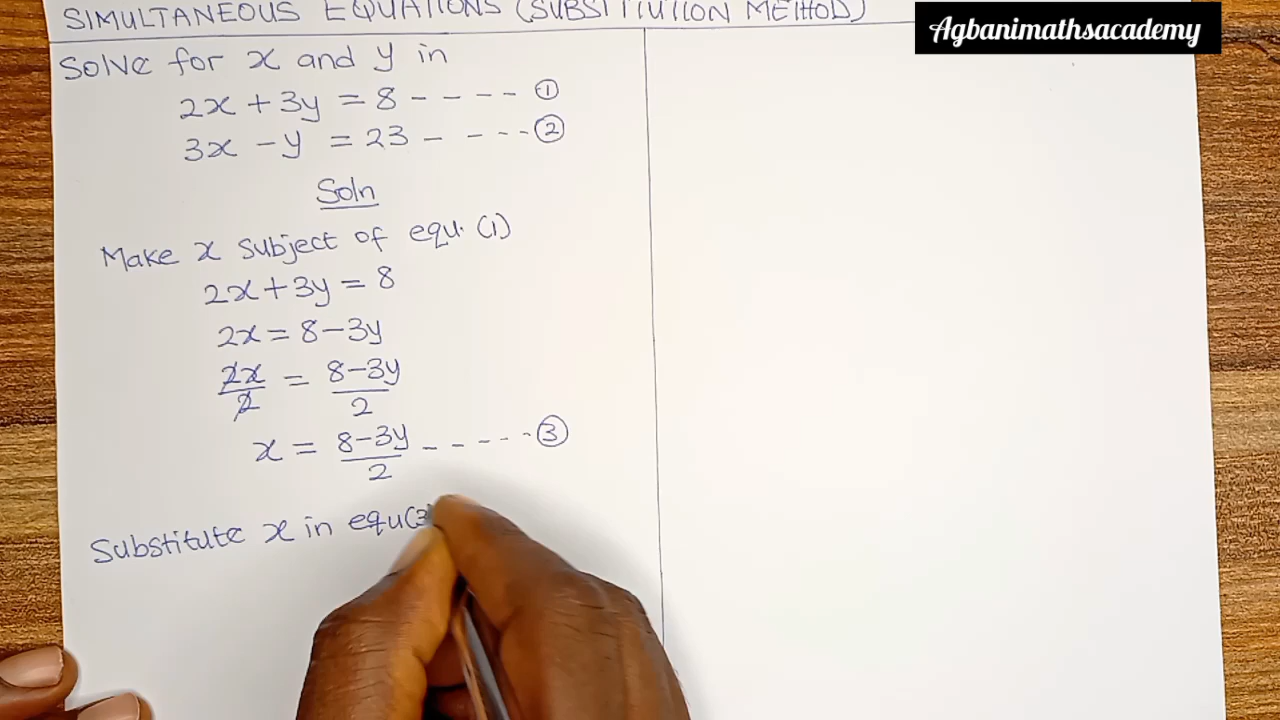 SIMULTANEOUS EQUATIONS (SUBSTITUTION METHOD)
Agbanimathsacademy
Solve for x and y in
2x + 3y = 8 - - - - ①
3x - y = 23 - - - - ②
Soln
Make x subject of equ. (1)
2x + 3y = 8
2x = 8 - 3y
2x/2 = 8-3y/2
x = 8-3y/2 - - - - - ③
Substitute x in equ(3)